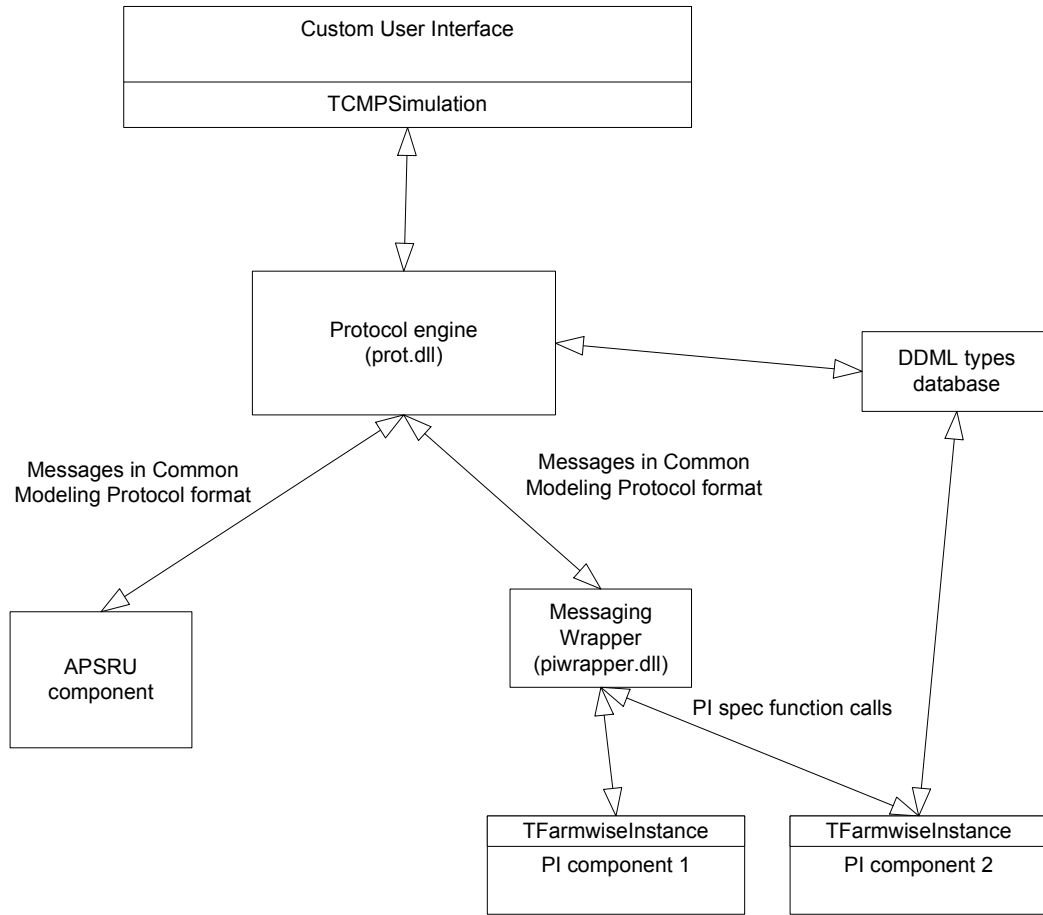 Custom User Interface
TCMPSimulation
Protocol engine
(prot.dll)
DDML types
database
Messages in Common
Modeling Protocol format
Messages in Common
Modeling Protocol format
APSRU
component
Messaging
Wrapper
(piwrapper.dll)
PI spec function calls
TFarmwiseInstance
PI component 1
TFarmwiseInstance
PI component 2